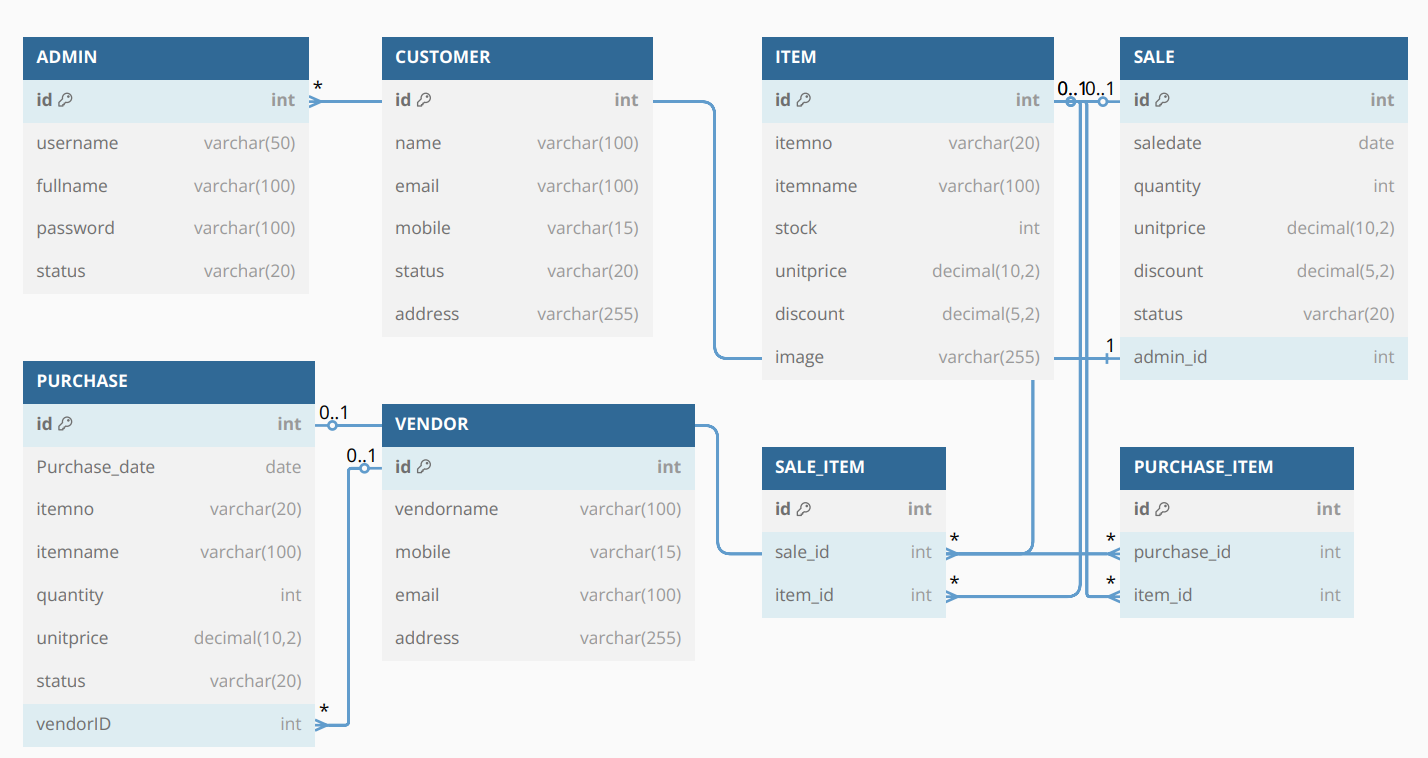 ADMIN
id int
username varchar(50)
fullname varchar(100)
password varchar(100)
status varchar(20)
*
CUSTOMER
id int
name varchar(100)
email varchar(100)
mobile varchar(15)
status varchar(20)
address varchar(255)
ITEM
id int
itemno varchar(20)
itemname varchar(100)
stock int
unitprice decimal(10,2)
discount decimal(5,2)
image varchar(255)
0..1
0..1
SALE
id int
saledate date
quantity int
unitprice decimal(10,2)
discount decimal(5,2)
status varchar(20)
1
admin_id int
PURCHASE
id int
Purchase_date date
itemno varchar(20)
itemname varchar(100)
quantity int
unitprice decimal(10,2)
status varchar(20)
vendorID int
0..1
0..1
*
VENDOR
id int
vendorname varchar(100)
mobile varchar(15)
email varchar(100)
address varchar(255)
SALE_ITEM
id int
sale_id int
item_id int
*
*
*
*
PURCHASE_ITEM
id int
purchase_id int
item_id int